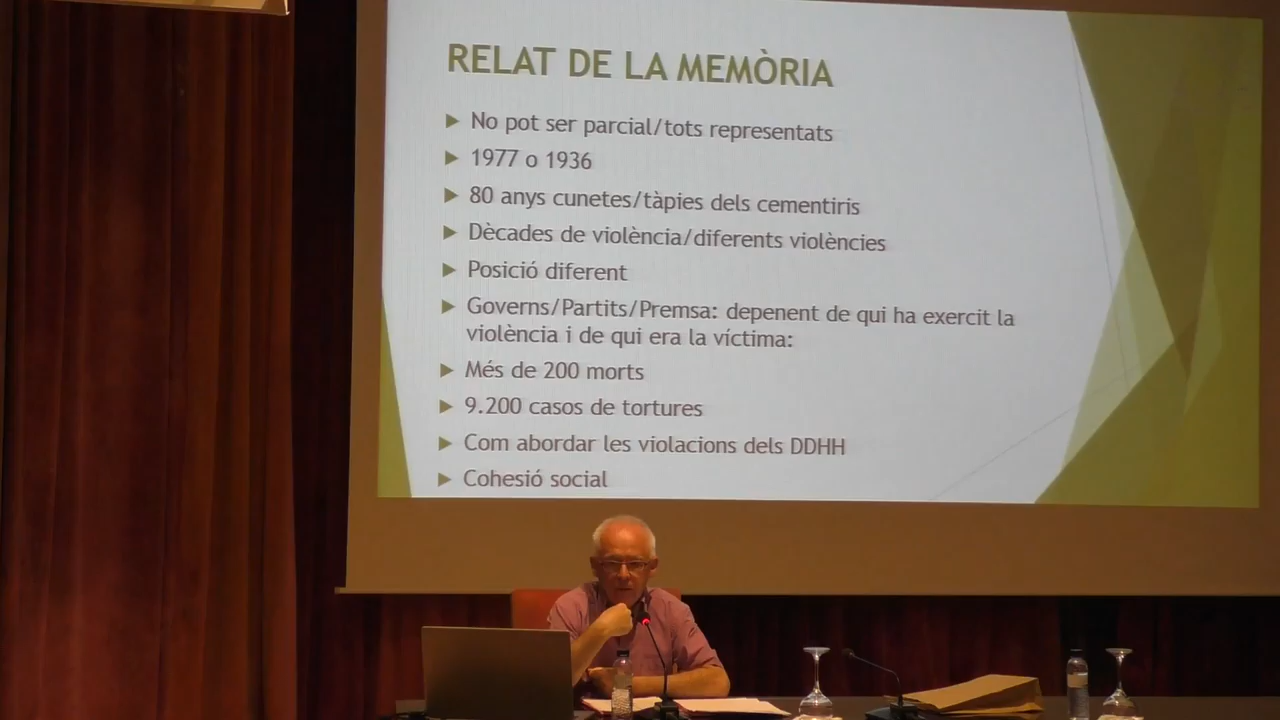 RELAT DE LA MEMÒRIA
No pot ser parcial/tots representats
1977 o 1936
80 anys cunetes/tàpies dels cementiris
Dècades de violència/diferents violències
Posició diferent
Governs/Partits/Premsa: depenent de qui ha exercit la
violència i de qui era la víctima:
Més de 200 morts
9.200 casos de tortures
Com abordar les violacions dels DDHH
Cohesió social